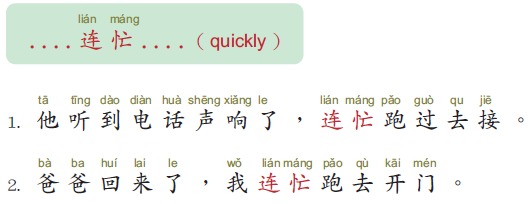 lián máng
....连忙....（quickly）
tā tīng dào diàn huà shēng xiǎng le lián máng pǎo guò qu jiē
1. 他听到电话声响了，连忙跑过去接。
bà ba huí lai le wǒ lián máng pǎo qù kāi mén
2. 爸爸回来了，我连忙跑去开门。